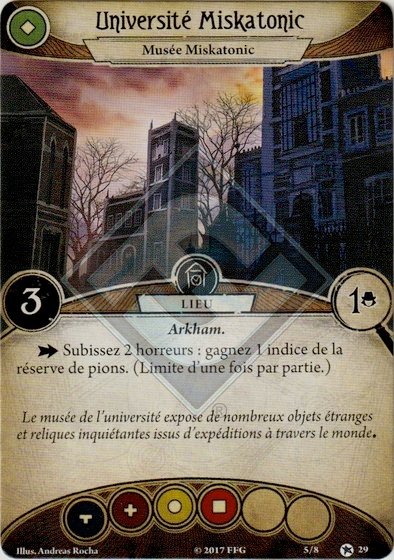 Université Miskatonic
Musée Miskatonic
3
LIEU
1
Arkham.
Subissez 2 horreurs : gagnez 1 indice de la
réserve de pions. (Limite d'une fois par partie.)
Le musée de l'université expose de nombreux objets étranges
et reliques inquiétantes issus d'expéditions à travers le monde.
Illus. Andreas Rocha
© 2017 FFG
5/8
29